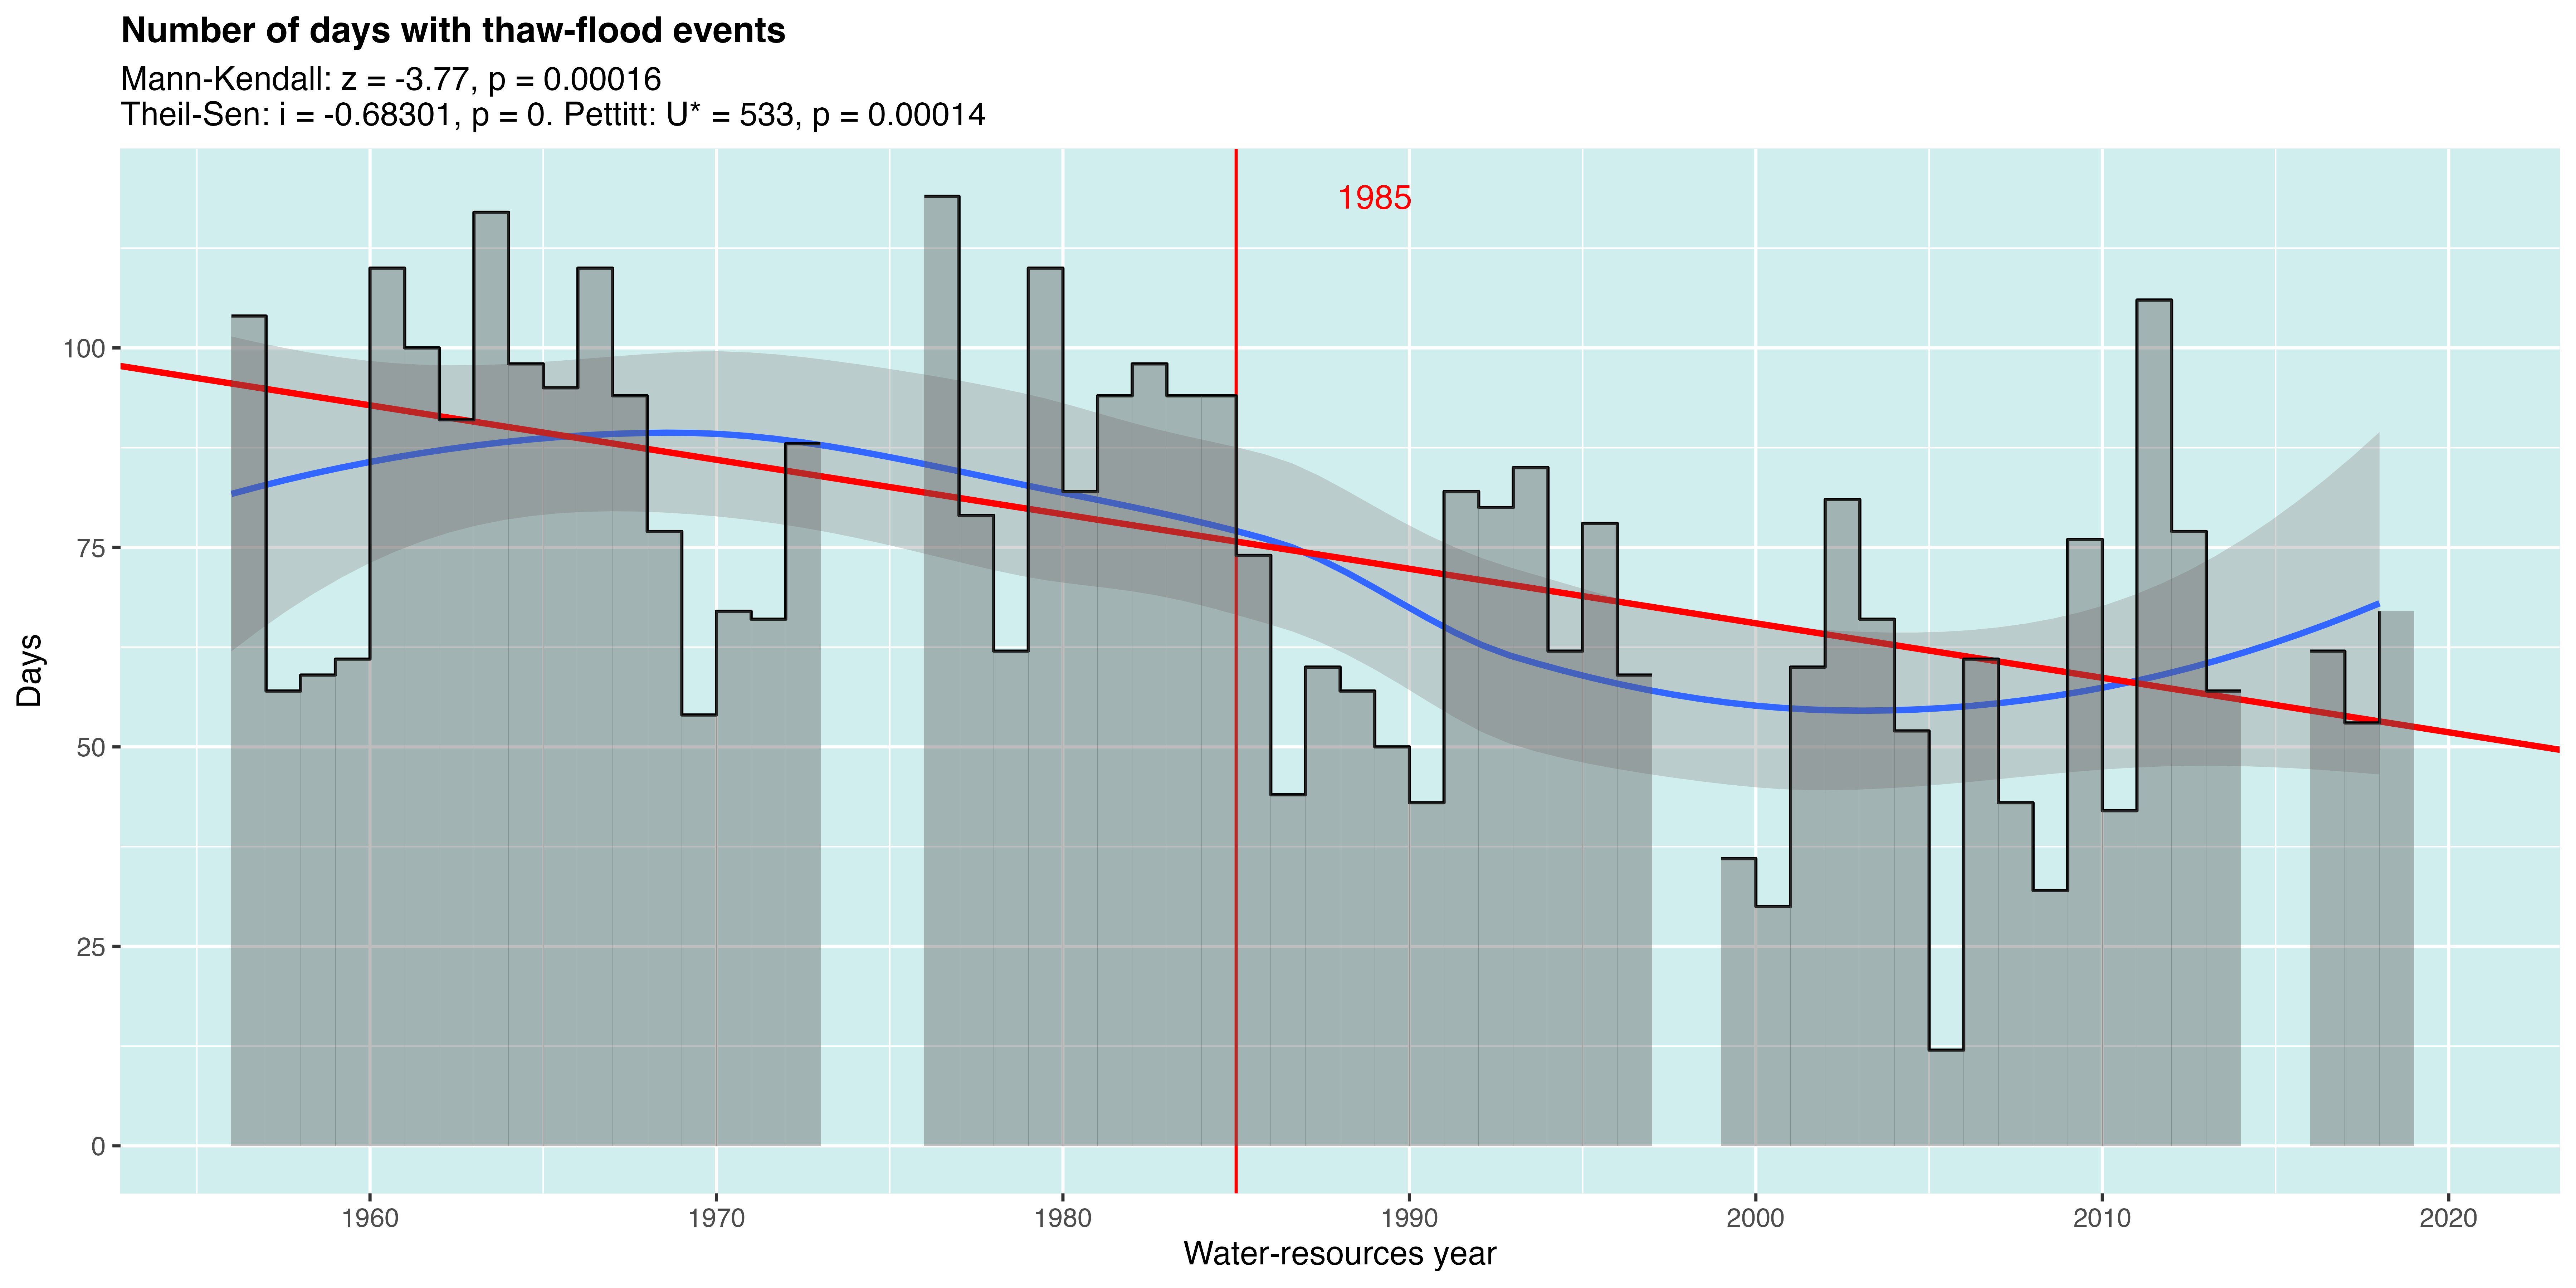 Number of days with thaw-flood events
Mann-Kendall: z = -3.77, p = 0.00016
Theil-Sen: i = -0.68301, p = 0. Pettitt: U* = 533, p = 0.00014
1985
100
75
50
25
0
Days
1960 1970 1980 1990 2000 2010 2020
Water-resources year